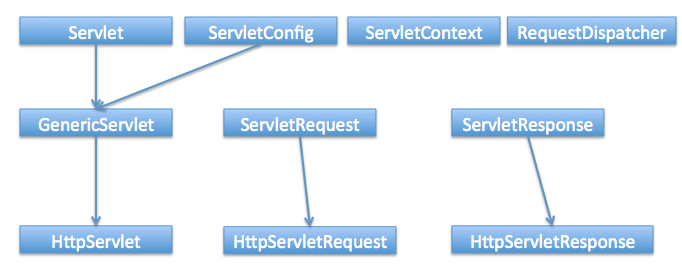 Servlet
ServletConfig
ServletContext
RequestDispatcher
GenericServlet
ServletRequest
ServletResponse
HttpServlet
HttpServletRequest
HttpServletResponse